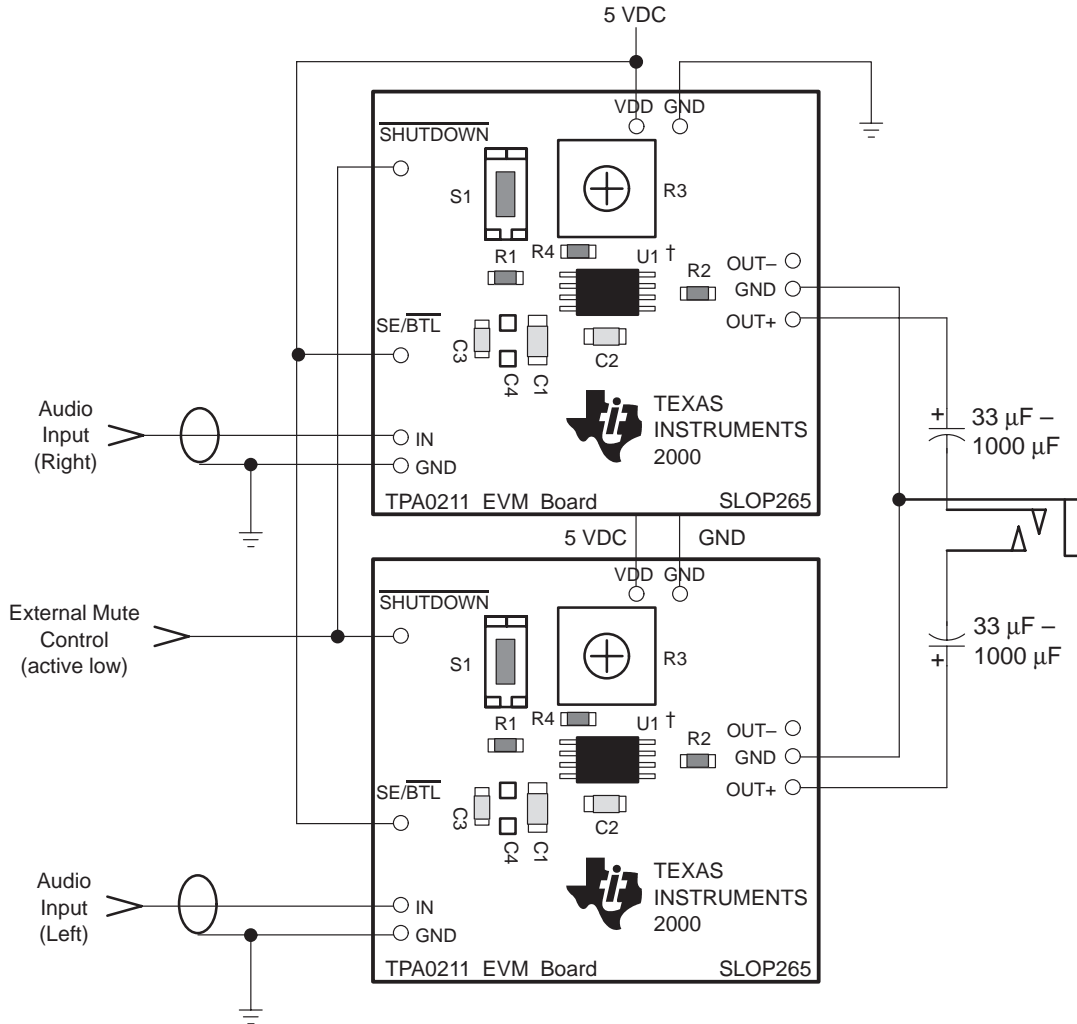 5 VDC
VDD GND
SHUTDOWN
S1
R3
R4
U1 †
R1
R2
OUT–
GND
OUT+
SE/BTL
C3
C4
C1
C2
Audio
Input
(Right)
IN
GND
TEXAS
INSTRUMENTS
2000
+
33 µF –
1000 µF
TPA0211 EVM Board
SLOP265
5 VDC
GND
VDD GND
SHUTDOWN
External Mute
Control
(active low)
S1
R3
R4
U1 †
R1
R2
OUT–
GND
OUT+
33 µF –
1000 µF
+
SE/BTL
C3
C4
C1
C2
Audio
Input
(Left)
IN
GND
TEXAS
INSTRUMENTS
2000
TPA0211 EVM Board
SLOP265